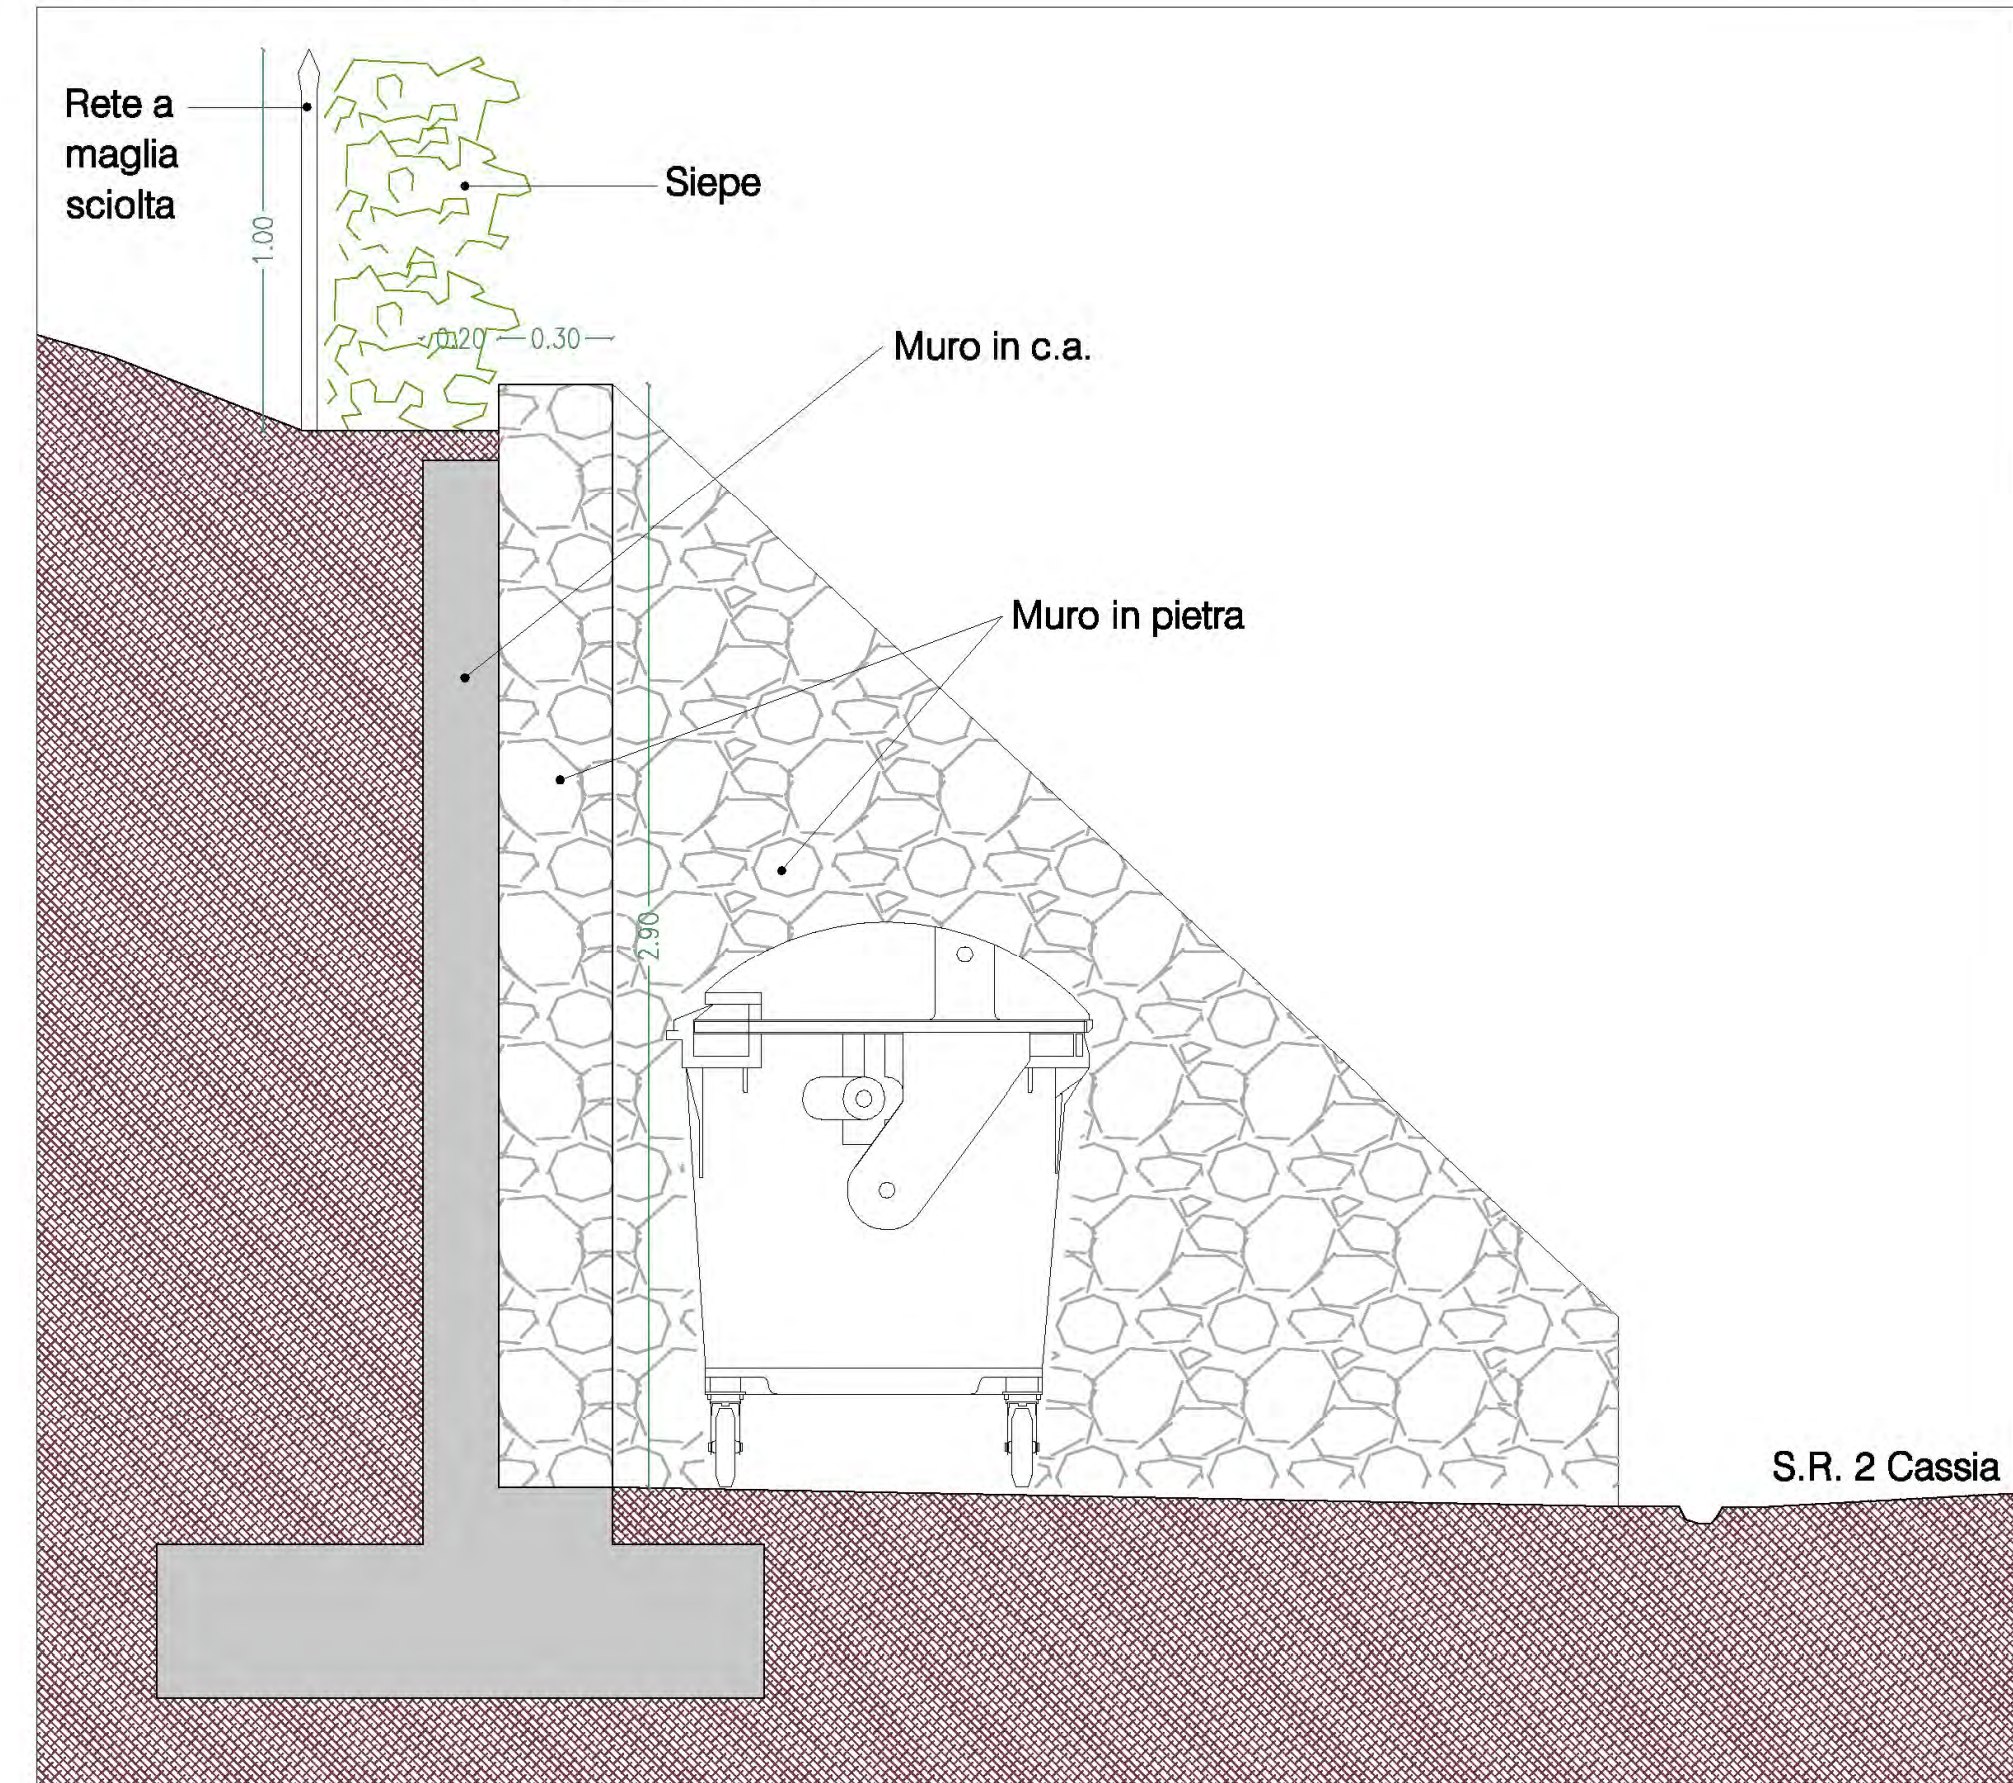 Rete a
maglia
sciolta
1.00
Siepe
0.20
0.30
Muro in c.a.
Muro in pietra
2.90
S.R. 2 Cassia